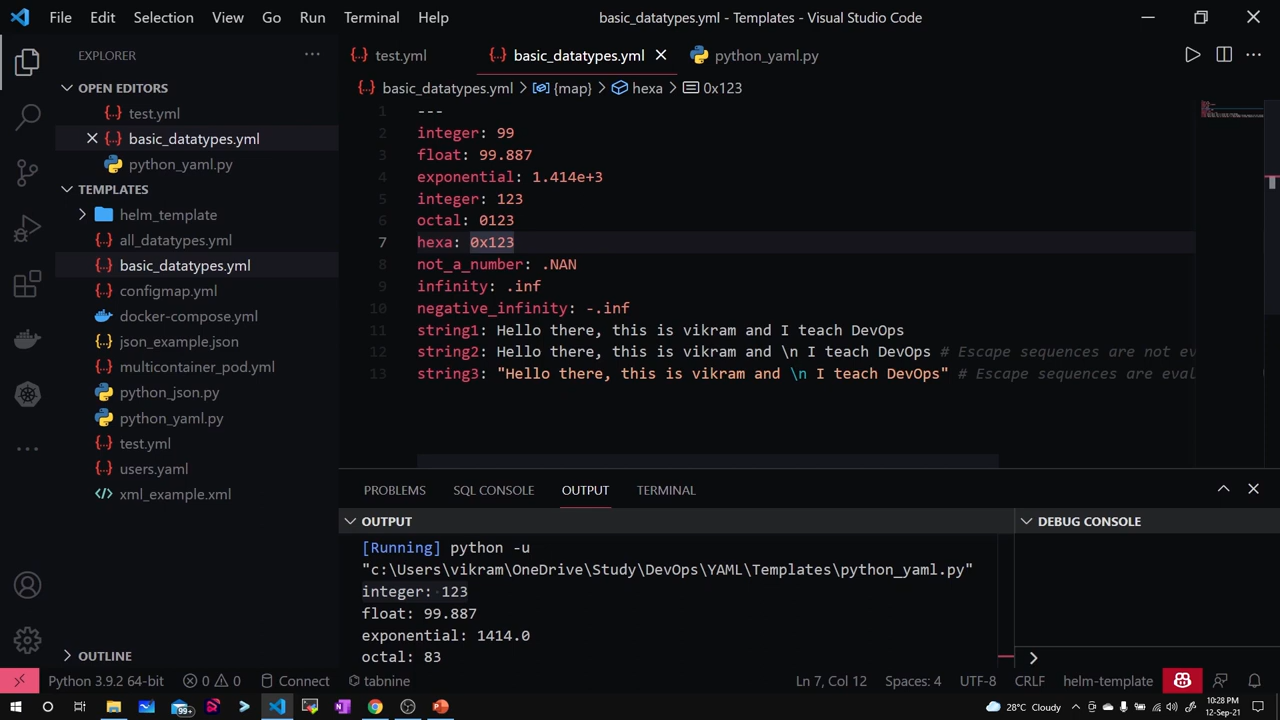 File Edit Selection View Go Run Terminal Help
basic_datatypes.yml - Templates - Visual Studio Code
EXPLORER
OPEN EDITORS
test.yml
basic_datatypes.yml
python_yaml.py
TEMPLATES
helm_template
all_datatypes.yml
basic_datatypes.yml
configmap.yml
docker-compose.yml
json_example.json
multicontainer_pod.yml
python_json.py
python_yaml.py
test.yml
users.yaml
xml_example.xml
OUTLINE
test.yml basic_datatypes.yml python_yaml.py
basic_datatypes.yml > {map} > hexa > 0x123
1 ---
2 integer: 99
3 float: 99.887
4 exponential: 1.414e+3
5 integer: 123
6 octal: 0123
7 hexa: 0x123
8 not_a_number: .NAN
9 infinity: .inf
10 negative_infinity: -.inf
11 string1: Hello there, this is vikram and I teach DevOps
12 string2: Hello there, this is vikram and \n I teach DevOps # Escape sequences are not ev
13 string3: "Hello there, this is vikram and \n I teach DevOps" # Escape sequences are eval
PROBLEMS SQL CONSOLE OUTPUT TERMINAL
OUTPUT
[Running] python -u
"c:\Users\vikram\OneDrive\Study\DevOps\YAML\Templates\python_yaml.py"
integer: 123
float: 99.887
exponential: 1414.0
octal: 83
DEBUG CONSOLE
Python 3.9.2 64-bit 0 0 Connect tabnine Ln 7, Col 12 Spaces: 4 UTF-8 CRLF helm-template
99+ 28°C Cloudy 10:28 PM
12-Sep-21